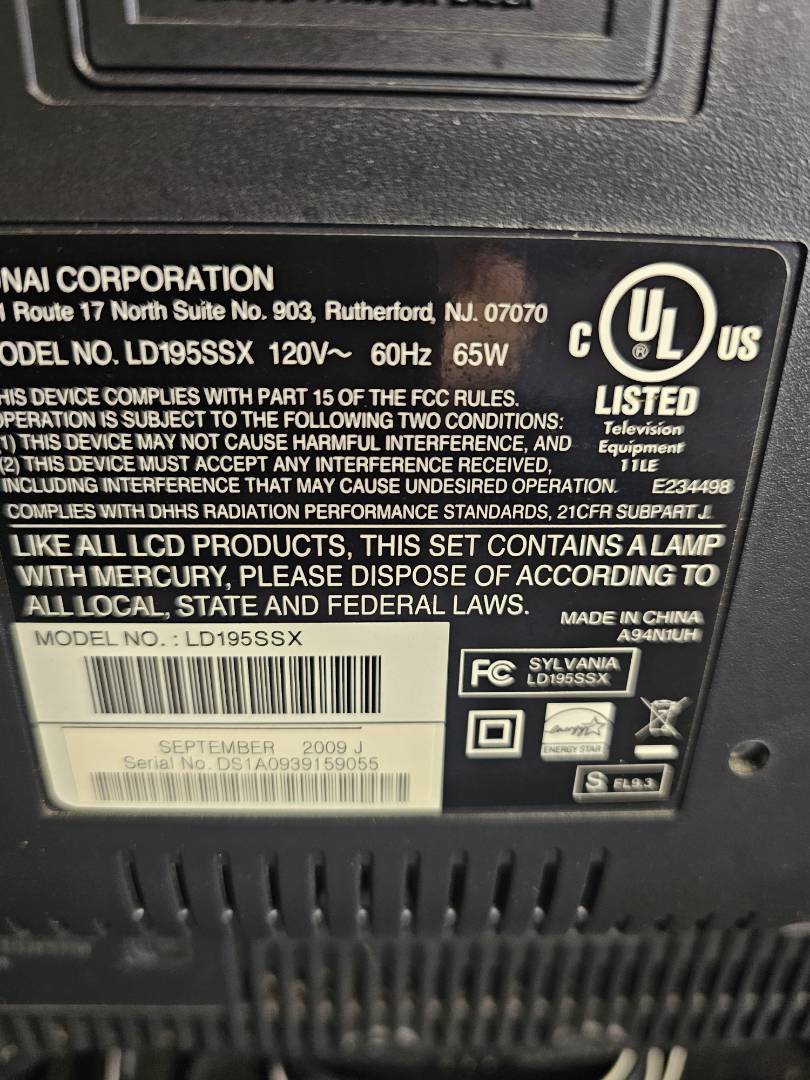 NAI CORPORATION
Route 17 North Suite No. 903, Rutherford, NJ. 07070
ODEL NO. LD195SSX 120V~ 60Hz 65W
HIS DEVICE COMPLIES WITH PART 15 OF THE FCC RULES.
OPERATION IS SUBJECT TO THE FOLLOWING TWO CONDITIONS:
(1) THIS DEVICE MAY NOT CAUSE HARMFUL INTERFERENCE, AND
(2) THIS DEVICE MUST ACCEPT ANY INTERFERENCE RECEIVED,
INCLUDING INTERFERENCE THAT MAY CAUSE UNDESIRED OPERATION.
C UL ® US
LISTED
Television
Equipment
11LE
E234498
COMPLIES WITH DHHS RADIATION PERFORMANCE STANDARDS, 21CFR SUBPART J.
LIKE ALL LCD PRODUCTS, THIS SET CONTAINS A LAMP
WITH MERCURY, PLEASE DISPOSE OF ACCORDING TO
ALL LOCAL, STATE AND FEDERAL LAWS.
MADE IN CHINA
A94N1UH
MODEL NO. : LD195SSX
SEPTEMBER 2009 J
Serial No. DS1A0939159055
FC SYLVANIA
LD195SSX
energy
ENERGY STAR
S FL9.3